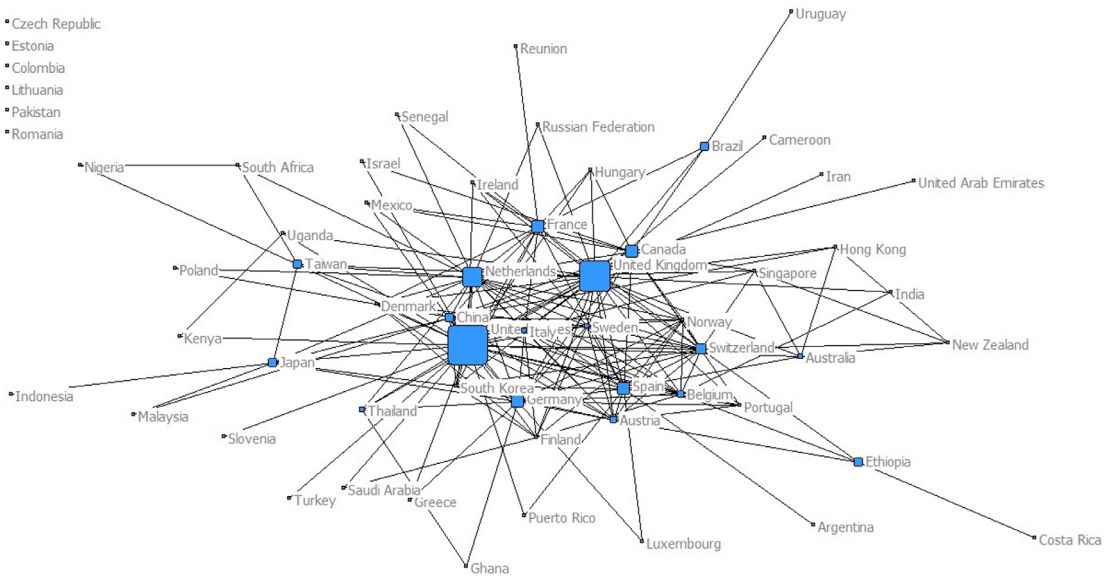 Uruguay
Czech Republic
Estonia
Reunion
Colombia
Lithuania
Pakistan
Senegal
Russian Federation
Romania
Brazil
Cameroon
Nigeria
South Africa
Israel
Hungary
Ireland
Iran
United Arab Emirates
Mexico
France
Uganda
Canada
Hong Kong
Taiwan
United Kingdom
Poland
Netherlands
Singapore
India
Denmark
China
Norway
United
es
Italy
Sweden
Kenya
Switzerland
New Zealand
Japan
Australia
South Korea
Spain
Indonesia
Germany
Belgium
Malaysia
Thailand
Portugal
Austria
Slovenia
Finland
Ethiopia
Saudi Arabia
Turkey
Greece
Puerto Rico
Argentina
Luxembourg
Costa Rica
Ghana